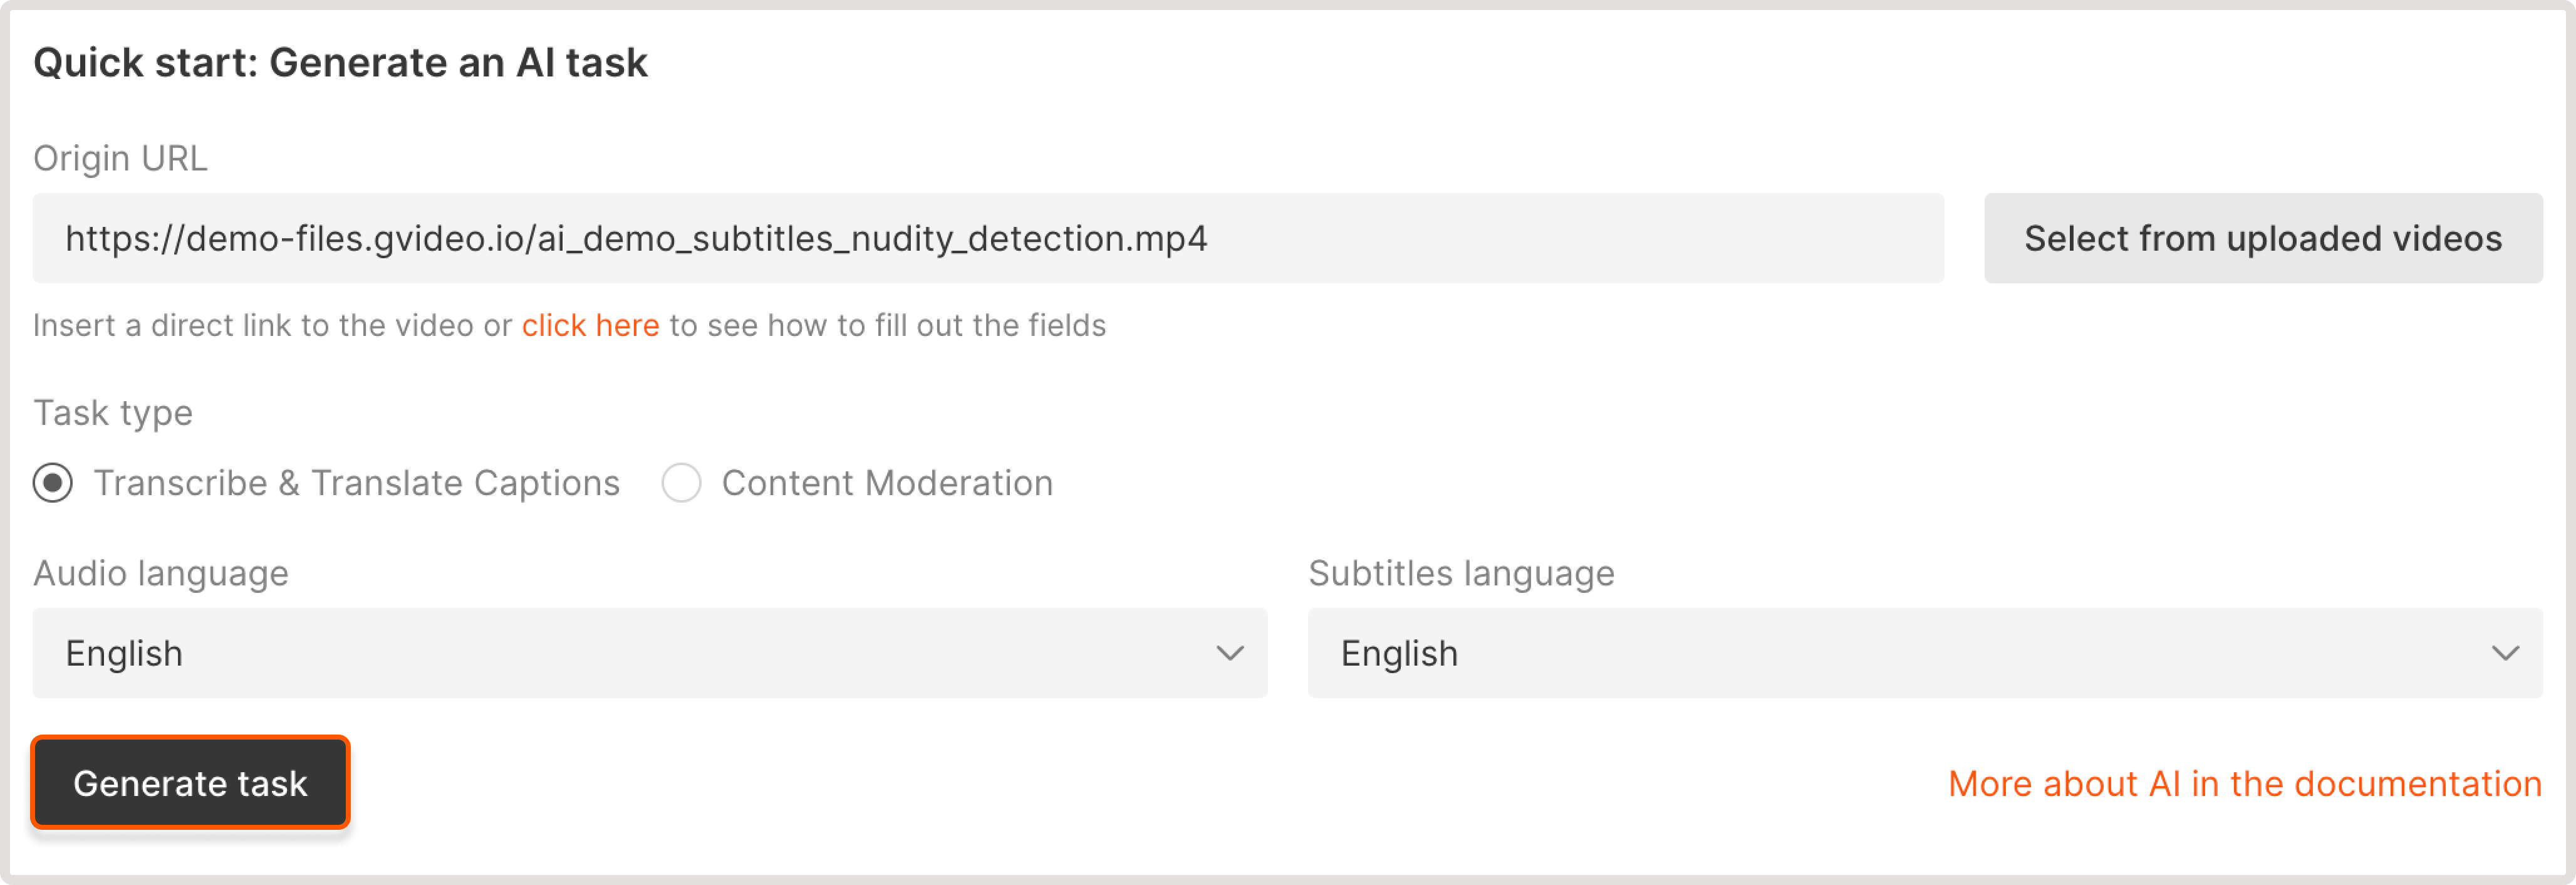 Quick start: Generate an AI task
Origin URL
https://demo-files.gvideo.io/ai_demo_subtitles_nudity_detection.mp4
Select from uploaded videos
Insert a direct link to the video or click here to see how to fill out the fields
Task type
Transcribe & Translate Captions
Content Moderation
Audio language
Subtitles language
English
English
Generate task
More about AI in the documentation